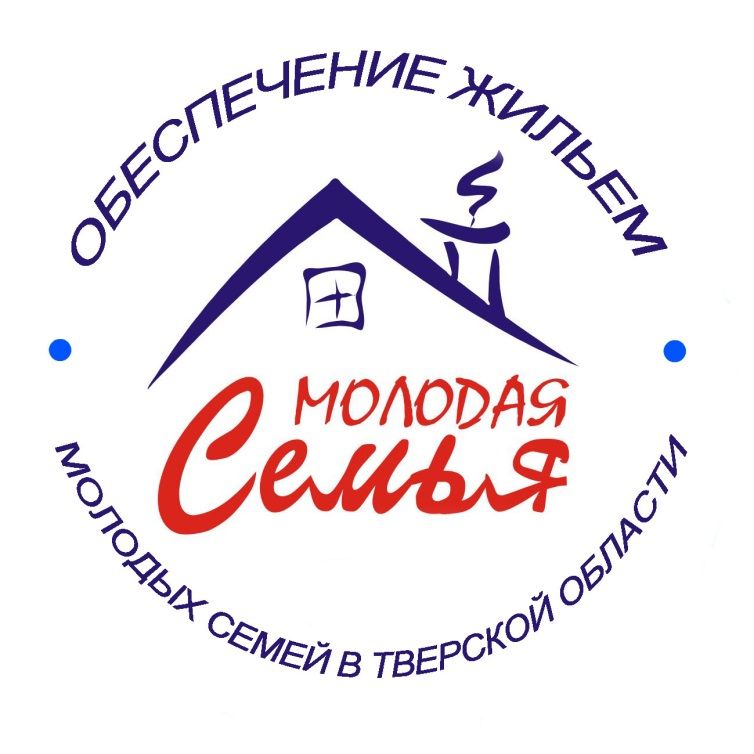 ОБЕСПЕЧЕНИЕ ЖИЛЬЕМ
МОЛОДАЯ
Семья
МОЛОДЫХ СЕМЕЙ В ТВЕРСКОЙ ОБЛАСТИ